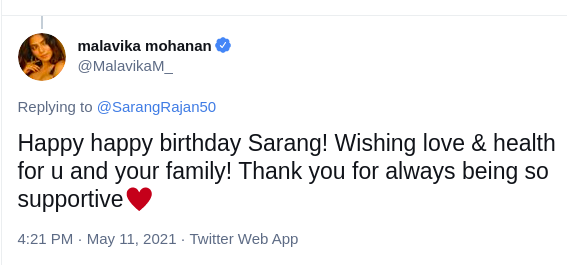 malavika mohanan
@MalavikaM_
Replying to @SarangRajan50
Happy happy birthday Sarang! Wishing love & health
for u and your family! Thank you for always being so
supportive❤
4:21 PM · May 11, 2021 · Twitter Web App